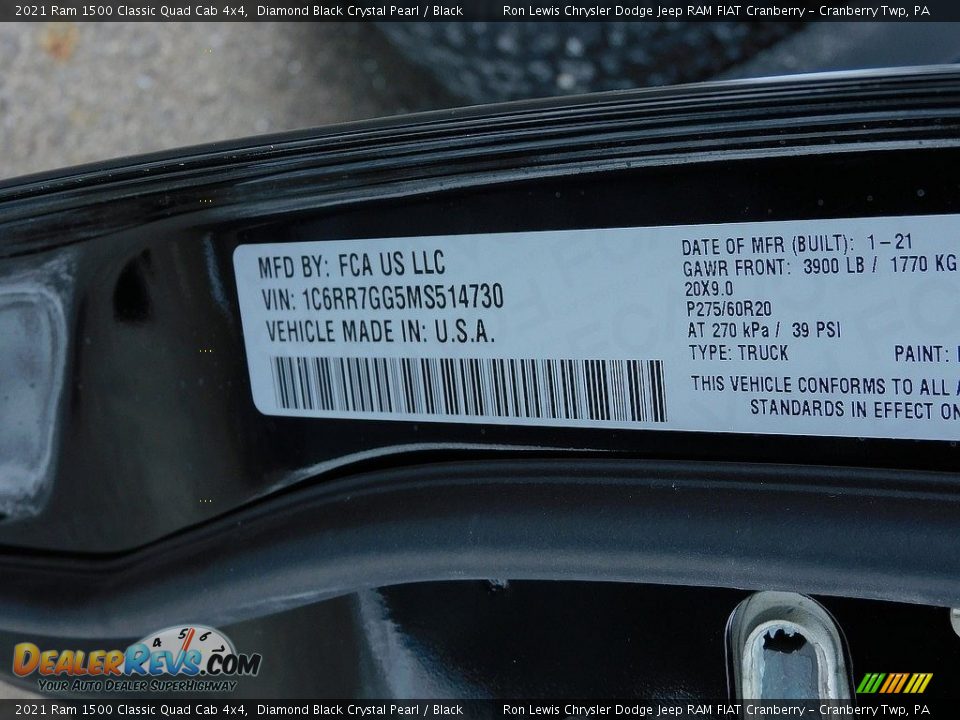 2021 Ram 1500 Classic Quad Cab 4x4, Diamond Black Crystal Pearl / Black Ron Lewis Chrysler Dodge Jeep RAM FIAT Cranberry - Cranberry Twp, PA
MFD BY: FCA US LLC
VIN: 1C6RR7GG5MS514730
VEHICLE MADE IN: U.S.A.
DATE OF MFR (BUILT): 1-21
GAWR FRONT: 3900 LB / 1770 KG
20X9.0
P275/60R20
AT 270 kPa / 39 PSI
TYPE: TRUCK PAINT:
THIS VEHICLE CONFORMS TO ALL
STANDARDS IN EFFECT ON
4 5 6
DEALERREVS.COM
Your Auto Dealer SuperHighway
2021 Ram 1500 Classic Quad Cab 4x4, Diamond Black Crystal Pearl / Black Ron Lewis Chrysler Dodge Jeep RAM FIAT Cranberry - Cranberry Twp, PA